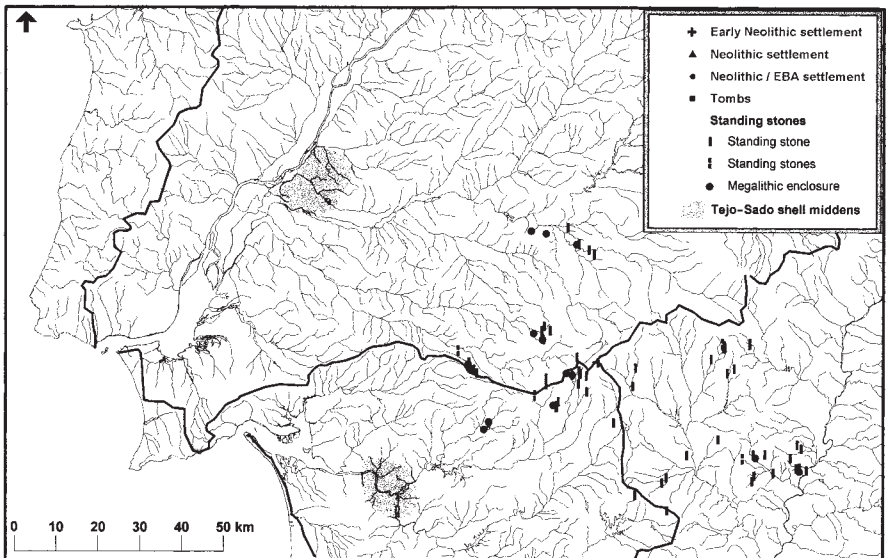 Early Neolithic settlement
Neolithic settlement
Neolithic / EBA settlement
Tombs
Standing stones
Standing stone
Standing stones
Megalithic enclosure
Tejo–Sado shell middens
0 10 20 30 40 50 km